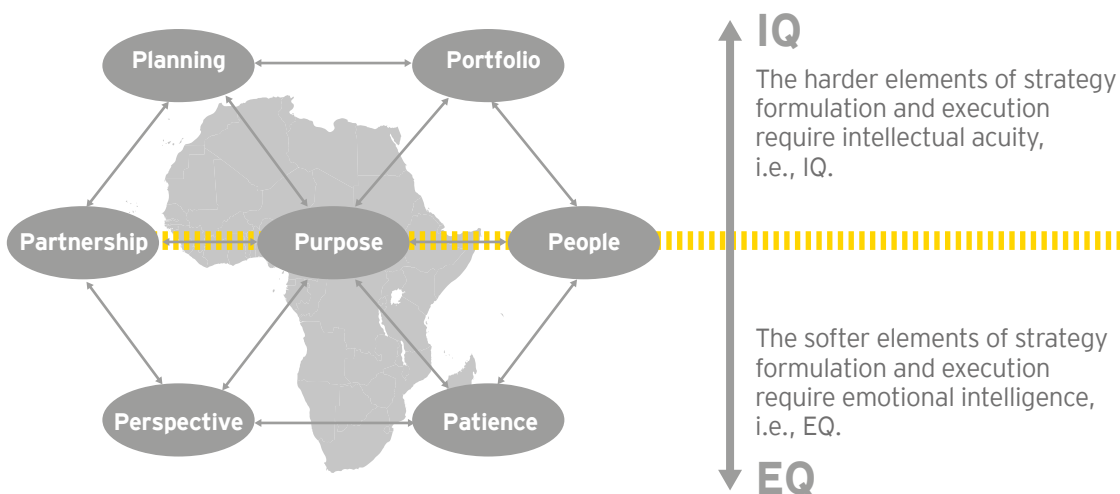 Planning
Portfolio
Partnership
Purpose
People
Perspective
Patience
IQ
The harder elements of strategy
formulation and execution
require intellectual acuity,
i.e., IQ.
The softer elements of strategy
formulation and execution
require emotional intelligence,
i.e., EQ.
EQ